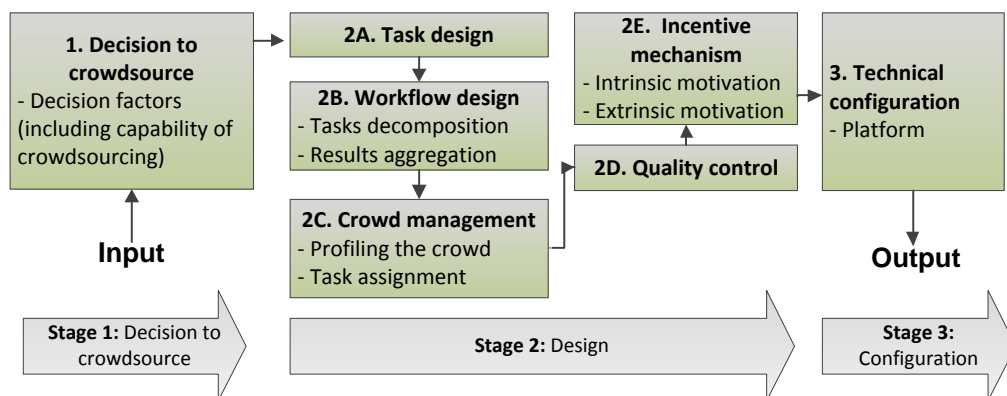 1. Decision to
crowdsource
- Decision factors
(including capability of
crowdsourcing)
Input
2A. Task design
2B. Workflow design
- Tasks decomposition
- Results aggregation
2C. Crowd management
- Profiling the crowd
- Task assignment
2D. Quality control
2E. Incentive
mechanism
- Intrinsic motivation
- Extrinsic motivation
3. Technical
configuration
- Platform
Output
Stage 1: Decision to
crowdsource
Stage 2: Design
Stage 3:
Configuration